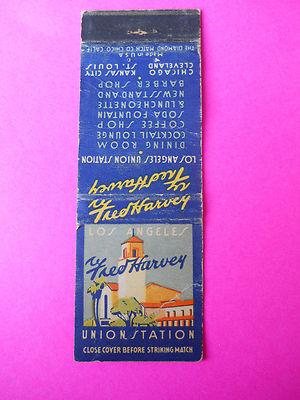 LOS ANGELES
Fred Harvey
UNION STATION
CLOSE COVER BEFORE STRIKING MATCH
Fred Harvey
Fred Harvey
LOS ANGELES UNION STATION
DINING ROOM
COCKTAIL LOUNGE
COFFEE SHOP
SODA FOUNTAIN
& LUNCHEONETTE
NEWSTAND AND
BARBER SHOP
CHICAGO KANSAS CITY
CLEVELAND ST. LOUIS
Made in U.S.A.
THE DIAMOND MATCH CO CHICO CALIF.